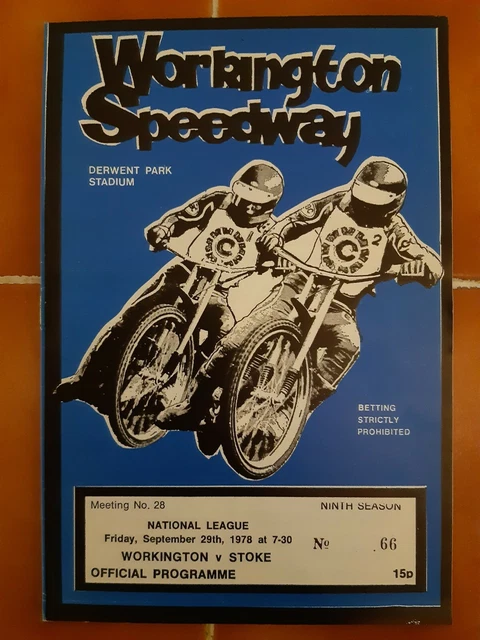 Workington
Speedway
DERWENT PARK
STADIUM
C
C
2
BETTING
STRICTLY
PROHIBITED
Meeting No. 28
NINTH SEASON
NATIONAL LEAGUE
Friday, September 29th, 1978 at 7-30
No 66
WORKINGTON v STOKE
OFFICIAL PROGRAMME
15p